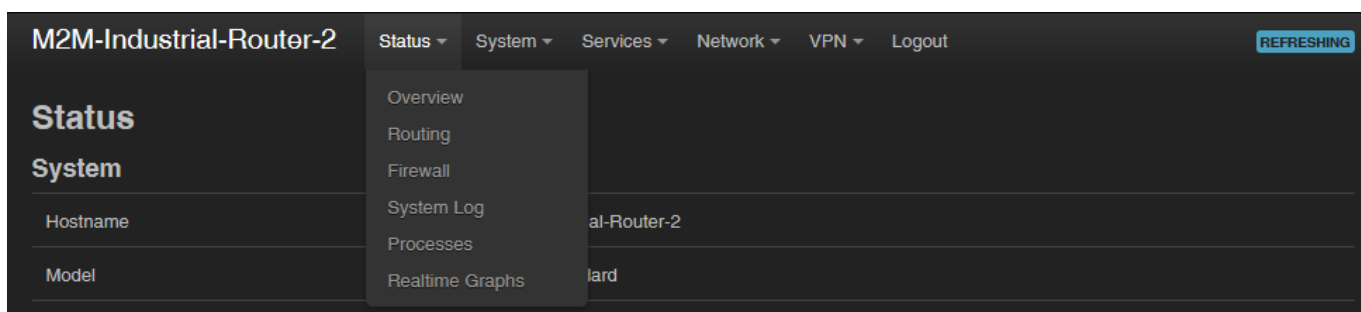 M2M-Industrial-Router-2 Status System Services Network VPN Logout REFRESHING
Overview
Status
Routing
System
Firewall
System Log
Hostname al-Router-2
Processes
Model lard
Realtime Graphs